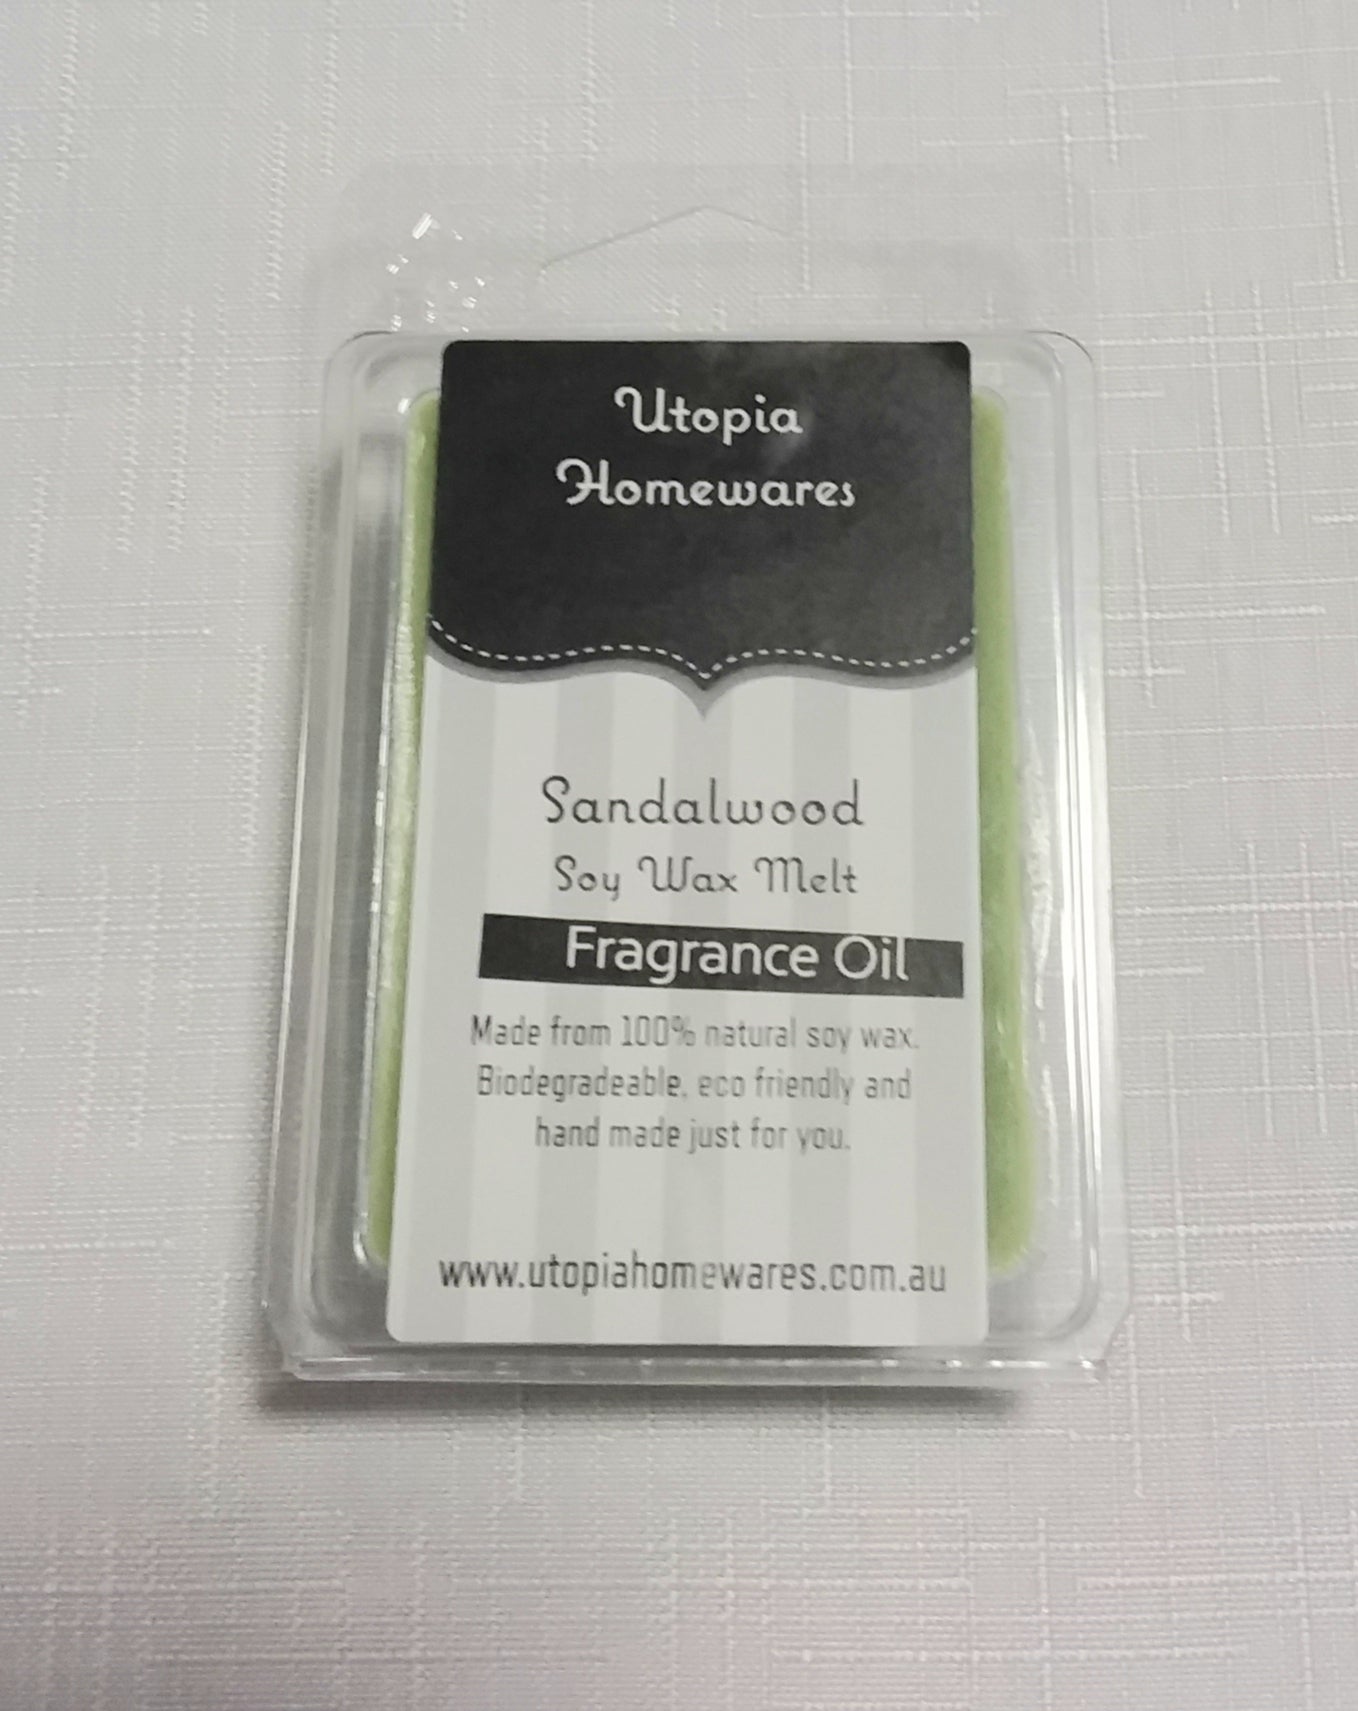 Utopia
Homewares
Sandalwood
Soy Wax Melt
Fragrance Oil
Made from 100% natural soy wax.
Biodegradeable, eco friendly and
hand made just for you.
www.utopiahomewares.com.au